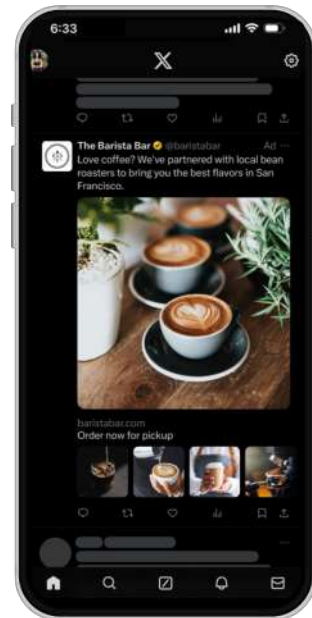 6:33
X
The Barista Bar @baristabar Ad
Love coffee? We've partnered with local bean
roasters to bring you the best flavors in San
Francisco.
baristabar.com
Order now for pickup